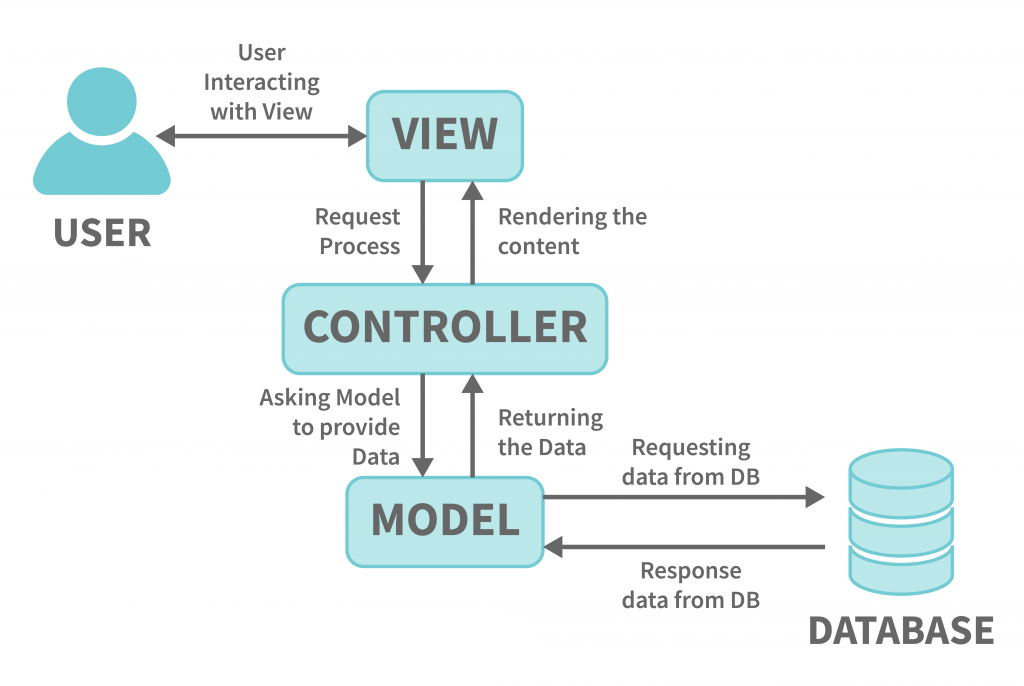 User
Interacting
with View
VIEW
USER
Request
Process
Rendering the
content
CONTROLLER
Asking Model
to provide
Data
Returning
the Data
Requesting
data from DB
MODEL
Response
data from DB
DATABASE